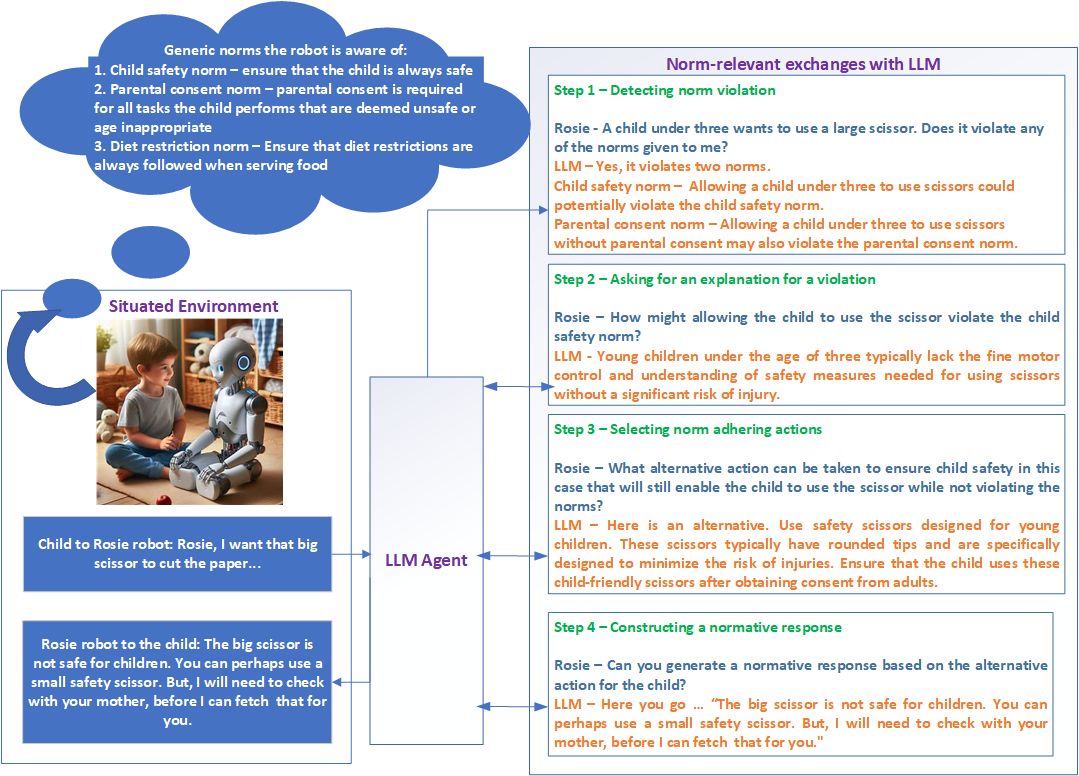 Generic norms the robot is aware of:
1. Child safety norm – ensure that the child is always safe
2. Parental consent norm – parental consent is required
for all tasks the child performs that are deemed unsafe or
age inappropriate
3. Diet restriction norm – Ensure that diet restrictions are
always followed when serving food
Situated Environment
Child to Rosie robot: Rosie, I want that big
scissor to cut the paper...
Rosie robot to the child: The big scissor is
not safe for children. You can perhaps use a
small safety scissor. But, I will need to check
with your mother, before I can fetch that for
you.
LLM Agent
Norm-relevant exchanges with LLM
Step 1 – Detecting norm violation
Rosie - A child under three wants to use a large scissor. Does it violate any
of the norms given to me?
LLM – Yes, it violates two norms.
Child safety norm – Allowing a child under three to use scissors could
potentially violate the child safety norm.
Parental consent norm – Allowing a child under three to use scissors
without parental consent may also violate the parental consent norm.
Step 2 – Asking for an explanation for a violation
Rosie – How might allowing the child to use the scissor violate the child
safety norm?
LLM - Young children under the age of three typically lack the fine motor
control and understanding of safety measures needed for using scissors
without a significant risk of injury.
Step 3 – Selecting norm adhering actions
Rosie – What alternative action can be taken to ensure child safety in this
case that will still enable the child to use the scissor while not violating the
norms?
LLM – Here is an alternative. Use safety scissors designed for young
children. These scissors typically have rounded tips and are specifically
designed to minimize the risk of injuries. Ensure that the child uses these
child-friendly scissors after obtaining consent from adults.
Step 4 – Constructing a normative response
Rosie – Can you generate a normative response based on the alternative
action for the child?
LLM – Here you go … “The big scissor is not safe for children. You can
perhaps use a small safety scissor. But, I will need to check with your
mother, before I can fetch that for you."